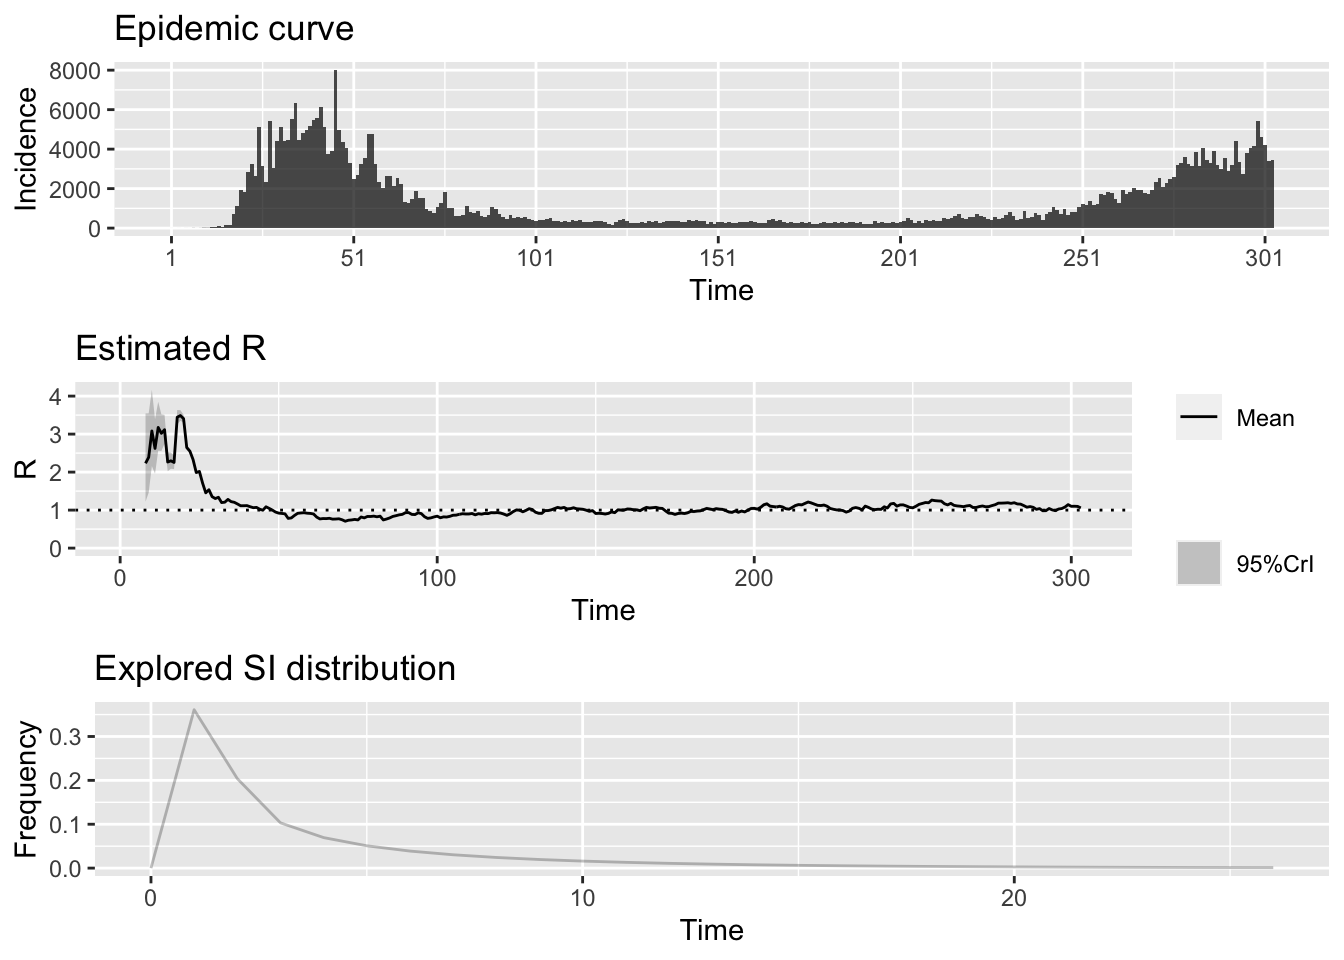 Epidemic curve
8000
6000
4000
2000
0
Incidence
1 51 101 151 201 251 301
Time
Estimated R
4
3
2
1
0
R
0 100 200 300
Time
Mean
95%CrI
Explored SI distribution
0.3
0.2
0.1
0.0
Frequency
0 10 20
Time